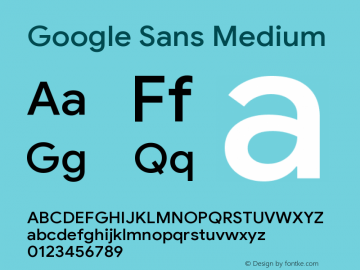 Google Sans Medium
Aa Ff a
Gg Qq
ABCDEFGHIJKLMNOPQRSTUVWXYZ
abcdefghijklmnopqrstuvwxyz
0123456789
© Design by fontke.com